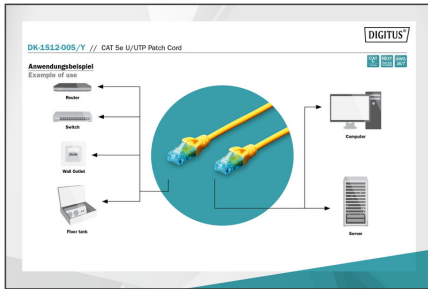 DIGITUS®
DK-1512-005/Y // CAT 5e U/UTP Patch Cord
Anwendungsbeispiel
Example of use
Router
Switch
Wall Outlet
Floor tank
Computer
Server